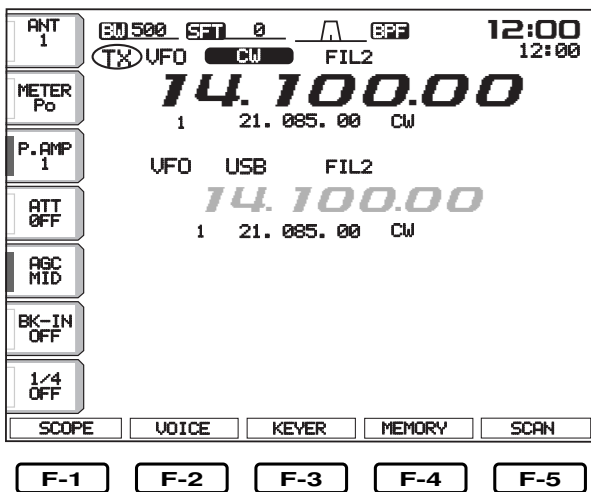 ANT
1
BW 500 SFT 0 BPF 12:00
TX VFO CW FIL2 12:00
METER
Po
14.100.00
1 21.085.00 CW
P.AMP
1
VFO USB FIL2
ATT
OFF
14.100.00
1 21.085.00 CW
AGC
MID
BK-IN
OFF
1/4
OFF
SCOPE VOICE KEYER MEMORY SCAN
F-1 F-2 F-3 F-4 F-5